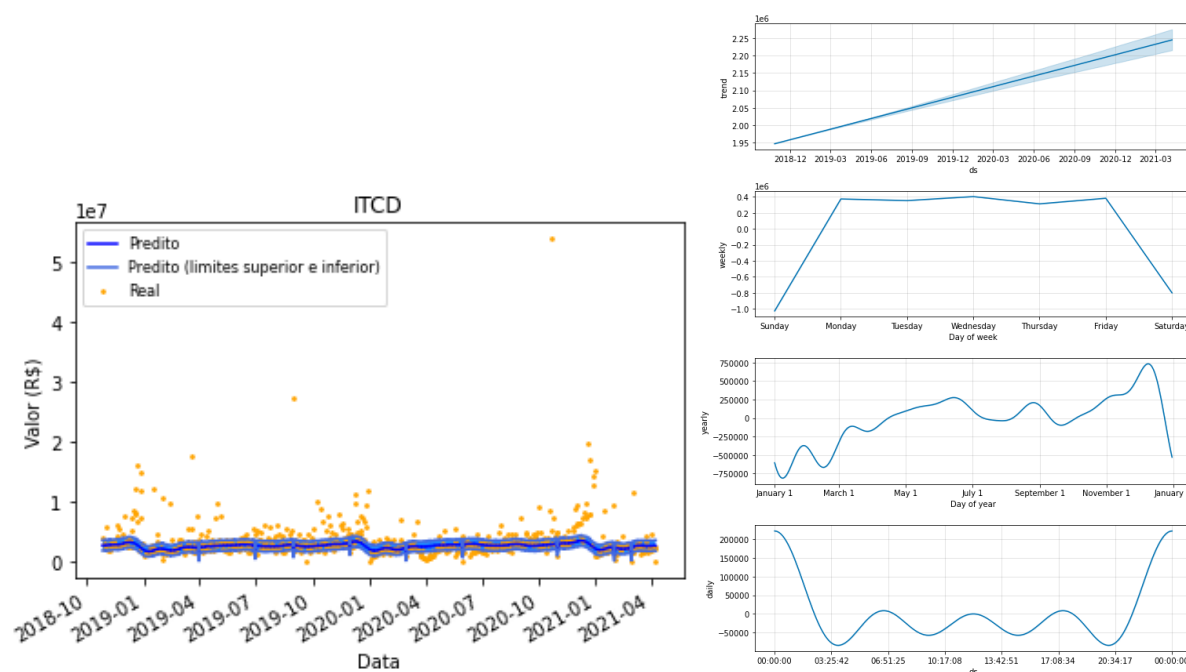 ITCD
1e7
Predito
Predito (limites superior e inferior)
Real
5
4
3
2
1
0
Valor (R$)
2018-10
2019-01
2019-04
2019-07
2019-10
2020-01
2020-04
2020-07
2020-10
2021-01
2021-04
Data
1e6
2.25
2.20
2.15
2.10
2.05
2.00
1.95
trend
2018-12 2019-03 2019-06 2019-09 2019-12 2020-03 2020-06 2020-09 2020-12 2021-03
ds
1e6
0.4
0.2
0.0
−0.2
−0.4
−0.6
−0.8
−1.0
weekly
Sunday Monday Tuesday Wednesday Thursday Friday Saturday
Day of week
750000
500000
250000
0
−250000
−500000
−750000
yearly
January 1 March 1 May 1 July 1 September 1 November 1 January
Day of year
200000
150000
100000
50000
0
−50000
daily
00:00:00 03:25:42 06:51:25 10:17:08 13:42:51 17:08:34 20:34:17 00:00:00
ds